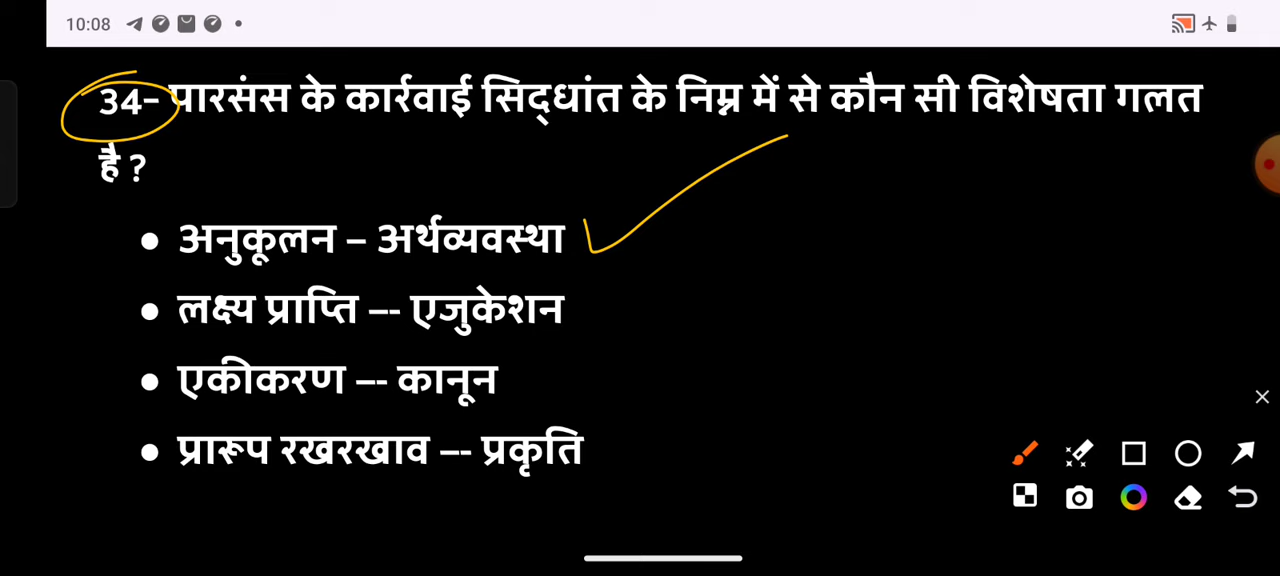 10:08
34- पारसंस के कार्रवाई सिद्धांत के निम्न में से कौन सी विशेषता गलत
है ?
● अनुकूलन – अर्थव्यवस्था
● लक्ष्य प्राप्ति –- एजुकेशन
● एकीकरण –- कानून
● प्रारूप रखरखाव –- प्रकृति